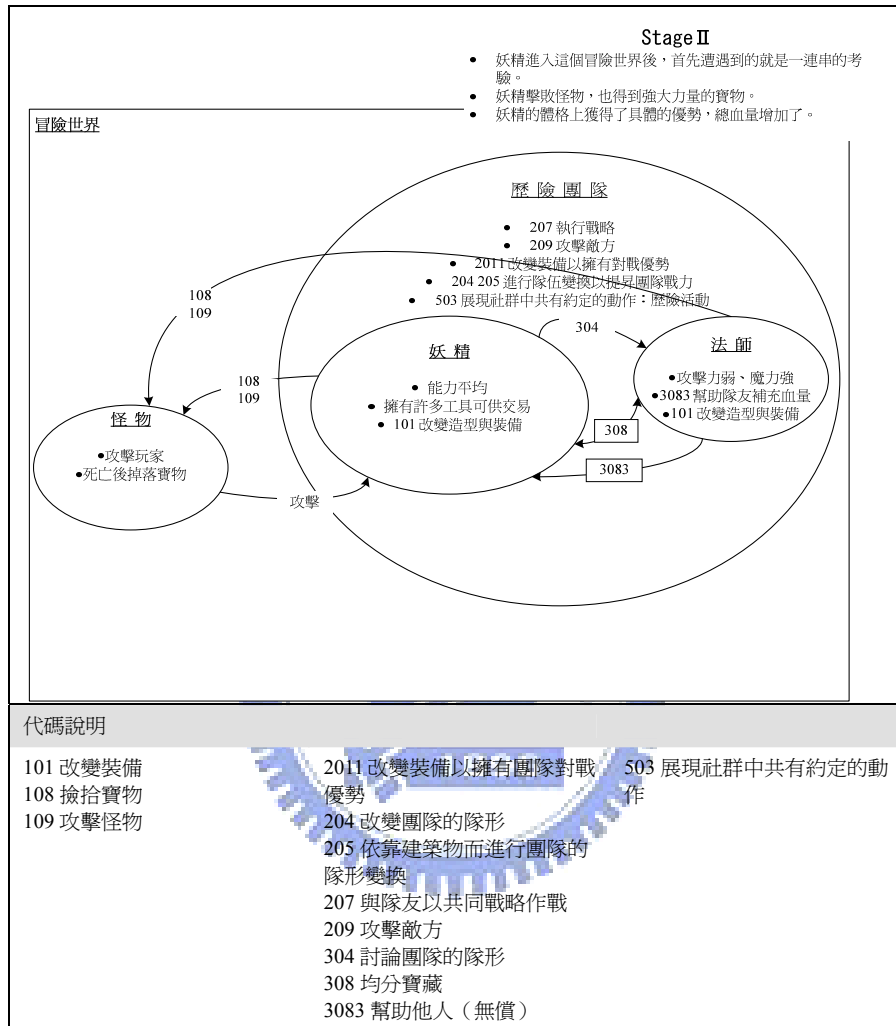 Stage Ⅱ
● 妖精進入這個冒險世界後，首先遭遇到的就是一連串的考
驗。
● 妖精擊敗怪物，也得到強大力量的寶物。
● 妖精的體格上獲得了具體的優勢，總血量增加了。
冒險世界
歷 險 團 隊
● 207 執行戰略
● 209 攻擊敵方
● 2011改變裝備以擁有對戰優勢
● 204 205 進行隊伍變換以提昇團隊戰力
● 503 展現社群中共有約定的動作：歷險活動
108
109
304
妖 精
● 能力平均
● 擁有許多工具可供交易
● 101 改變造型與裝備
法 師
●攻擊力弱、魔力強
●3083幫助隊友補充血量
●101改變造型與裝備
108
109
怪 物
●攻擊玩家
●死亡後掉落寶物
308
3083
攻擊
代碼說明
101 改變裝備
108 撿拾寶物
109 攻擊怪物
2011 改變裝備以擁有團隊對戰
優勢
204 改變團隊的隊形
205 依靠建築物而進行團隊的
隊形變換
207 與隊友以共同戰略作戰
209 攻擊敵方
304 討論團隊的隊形
308 均分寶藏
3083 幫助他人（無償）
503 展現社群中共有約定的動
作